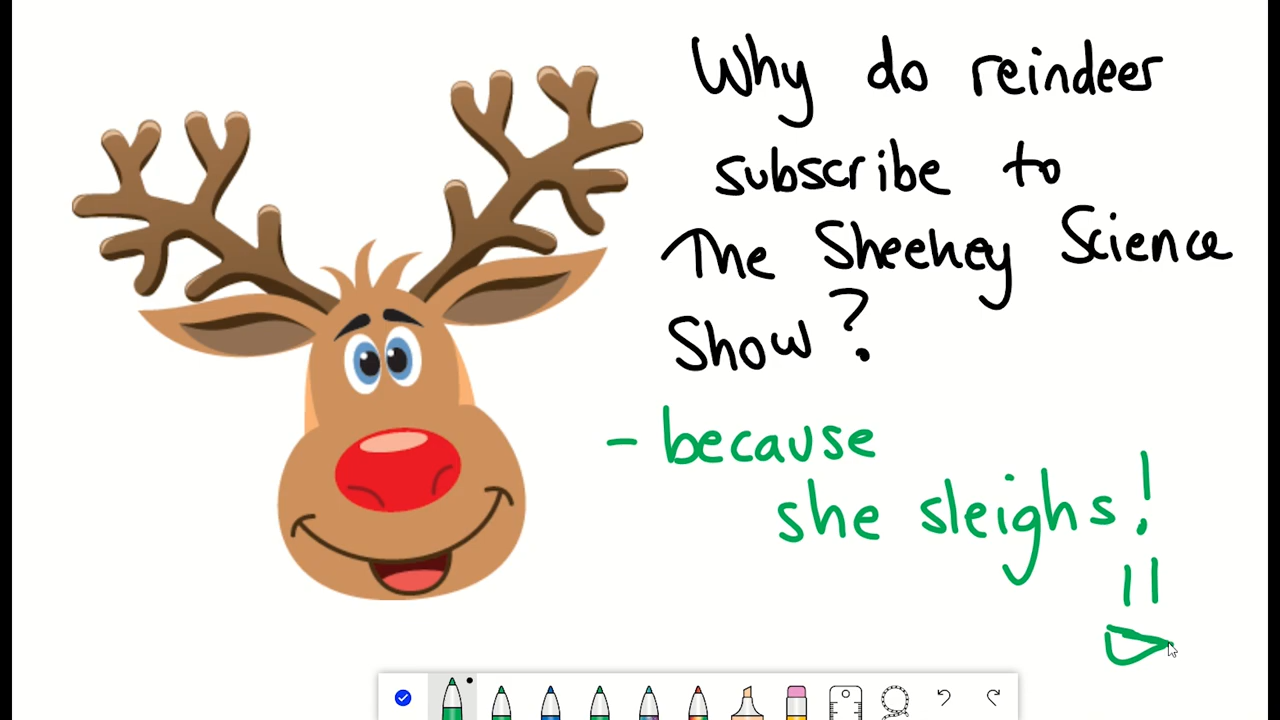 Why do reindeer
subscribe to
The Sheehey Science
Show?
- because
she sleighs!